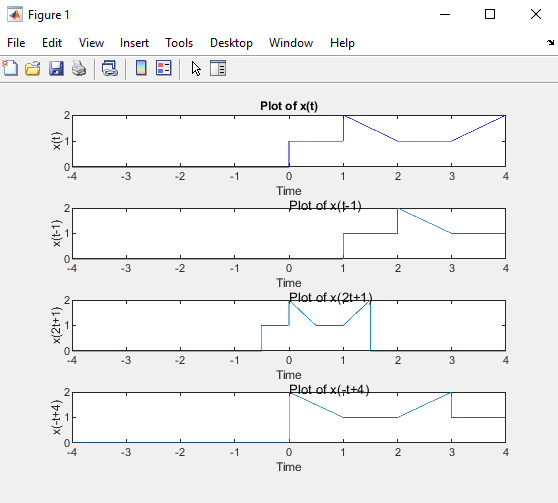 Figure 1
File Edit View Insert Tools Desktop Window Help
Plot of x(t)
x(t)
2
1
0
-4 -3 -2 -1 0 1 2 3 4
Time
Plot of x(t-1)
x(t-1)
2
1
0
-4 -3 -2 -1 0 1 2 3 4
Time
Plot of x(2t+1)
x(2t+1)
2
1
0
-4 -3 -2 -1 0 1 2 3 4
Time
Plot of x(-t+4)
x(-t+4)
2
1
0
-4 -3 -2 -1 0 1 2 3 4
Time